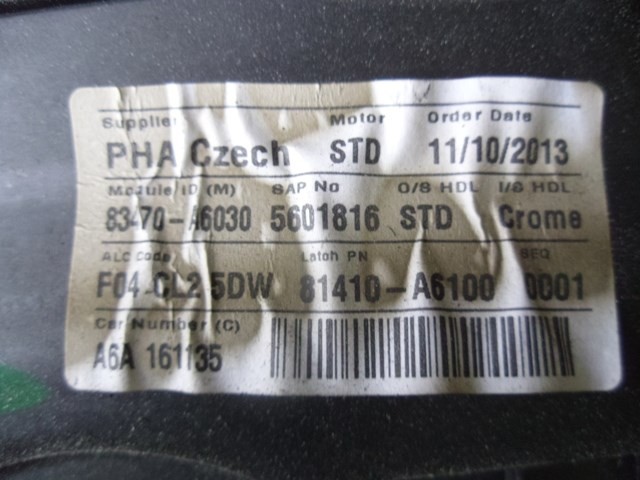 Supplier Motor Order Date
PHA Czech STD 11/10/2013
Module/ID (M) SAP No O/S HDL I/S HDL
83470-A6030 5601816 STD Crome
ALC Code Latch PN SEQ
F04 CL2 5DW 81410-A6100 0001
Car Number (C)
A6A 161135